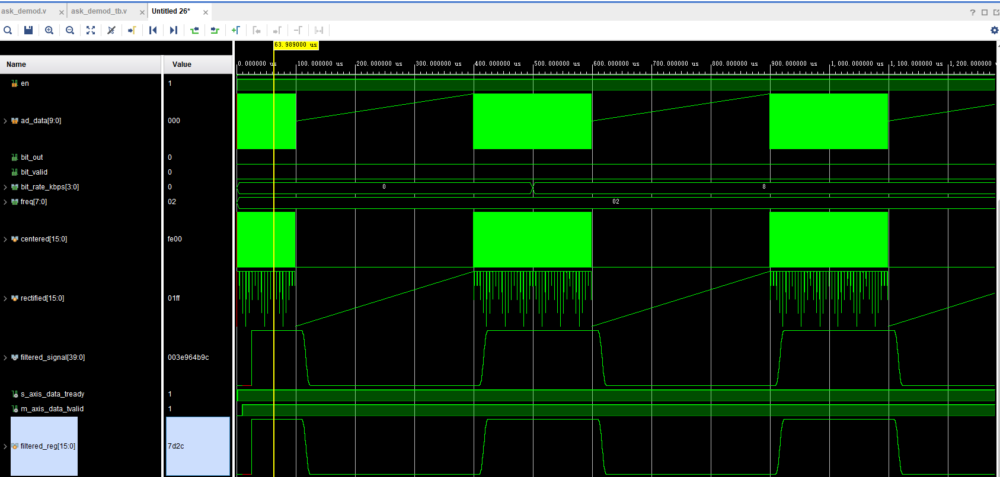 ask_demod.v
ask_demod_tb.v
Untitled 26*
63.989000 us
Name
Value
0.000000 us
100.000000 us
200.000000 us
300.000000 us
400.000000 us
500.000000 us
600.000000 us
700.000000 us
800.000000 us
900.000000 us
1,000.000000 us
1,100.000000 us
1,200.000000
en
1
ad_data[9:0]
000
bit_out
0
bit_valid
0
bit_rate_kbps[3:0]
0
0
8
freq[7:0]
02
02
centered[15:0]
fe00
rectified[15:0]
01ff
filtered_signal[39:0]
003e964b9c
s_axis_data_tready
1
m_axis_data_tvalid
1
filtered_reg[15:0]
7d2c